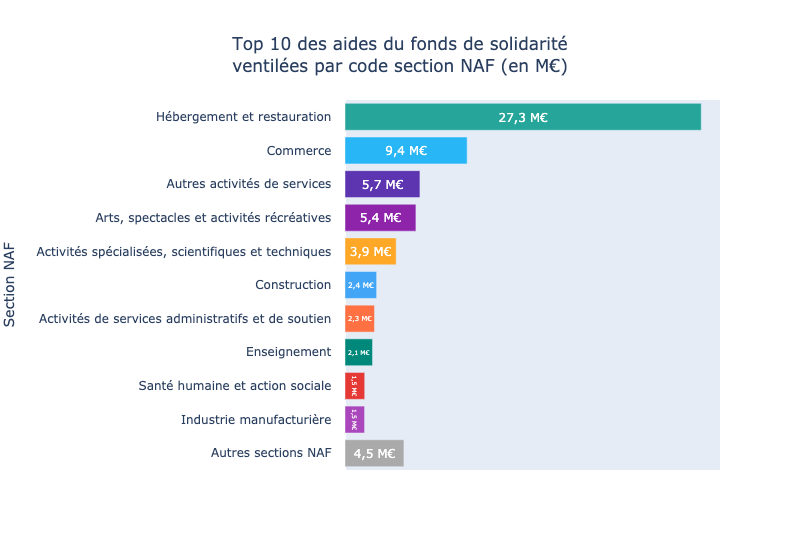 Top 10 des aides du fonds de solidarité
ventilées par code section NAF (en M€)
Section NAF
Hébergement et restauration
27,3 M€
Commerce
9,4 M€
Autres activités de services
5,7 M€
Arts, spectacles et activités récréatives
5,4 M€
Activités spécialisées, scientifiques et techniques
3,9 M€
Construction
2,4 M€
Activités de services administratifs et de soutien
2,3 M€
Enseignement
2,1 M€
Santé humaine et action sociale
1,5 M€
Industrie manufacturière
1,5 M€
Autres sections NAF
4,5 M€